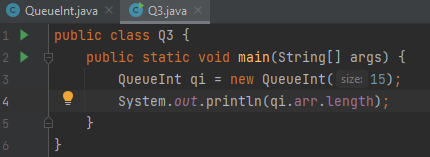 QueueInt.java × Q3.java ×
1 public class Q3 {
2 public static void main(String[] args) {
3 QueueInt qi = new QueueInt( size: 15);
4 System.out.println(qi.arr.length);
5 }
6 }